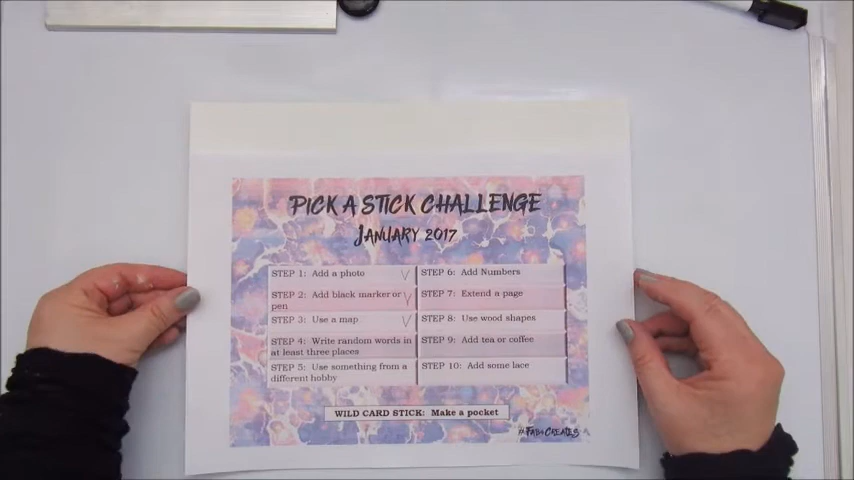 PICK A STICK CHALLENGE
JANUARY 2017
STEP 1: Add a photo
STEP 2: Add black marker or
pen
STEP 3: Use a map
STEP 4: Write random words in
at least three places
STEP 5: Use something from a
different hobby
STEP 6: Add Numbers
STEP 7: Extend a page
STEP 8: Use wood shapes
STEP 9: Add tea or coffee
STEP 10: Add some lace
WILD CARD STICK: Make a pocket